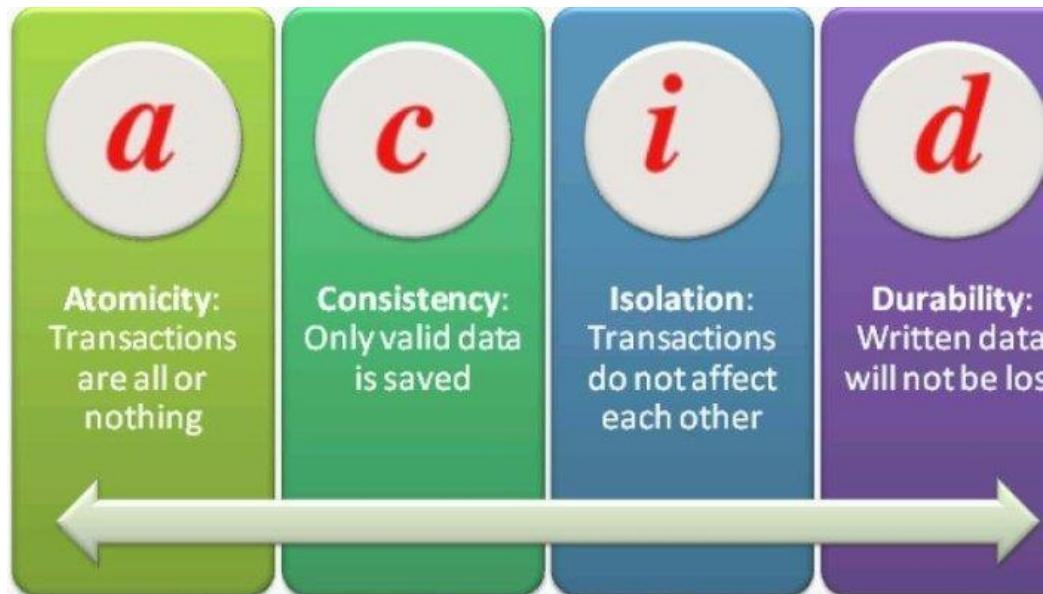 a
c
i
d
Atomicity:
Transactions
are all or
nothing
Consistency:
Only valid data
is saved
Isolation:
Transactions
do not affect
each other
Durability:
Written data
will not be los